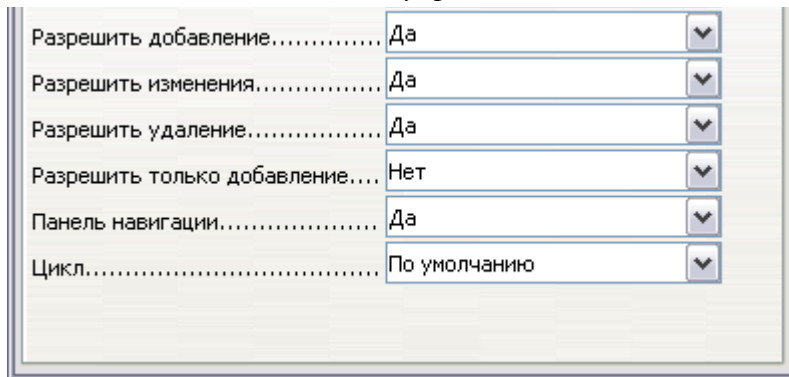 Разрешить добавление.............. Да
Разрешить изменения................ Да
Разрешить удаление................. Да
Разрешить только добавление.... Нет
Панель навигации.................... Да
Цикл..................................... По умолчанию